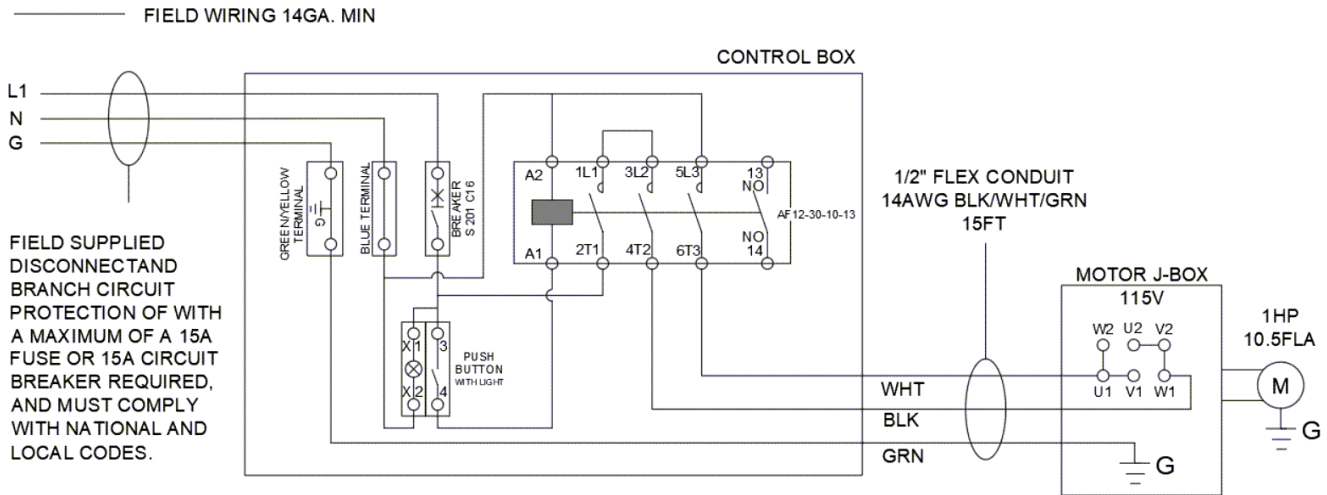 FIELD WIRING 14GA. MIN
CONTROL BOX
L1
N
G
FIELD SUPPLIED
DISCONNECTAND
BRANCH CIRCUIT
PROTECTION OF WITH
A MAXIMUM OF A 15A
FUSE OR 15A CIRCUIT
BREAKER REQUIRED,
AND MUST COMPLY
WITH NATIONAL AND
LOCAL CODES.
GREEN/YELLOW
TERMINAL
G
BLUE TERMINAL
BREAKER
S 201 C16
A2
1L1
3L2
5L3
13
NO
AF12-30-10-13
A1
2T1
4T2
6T3
NO
14
X1
3
X2
4
PUSH
BUTTON
WITH LIGHT
1/2" FLEX CONDUIT
14AWG BLK/WHT/GRN
15FT
WHT
BLK
GRN
MOTOR J-BOX
115V
W2
U2
V2
U1
V1
W1
G
1HP
10.5FLA
M
G